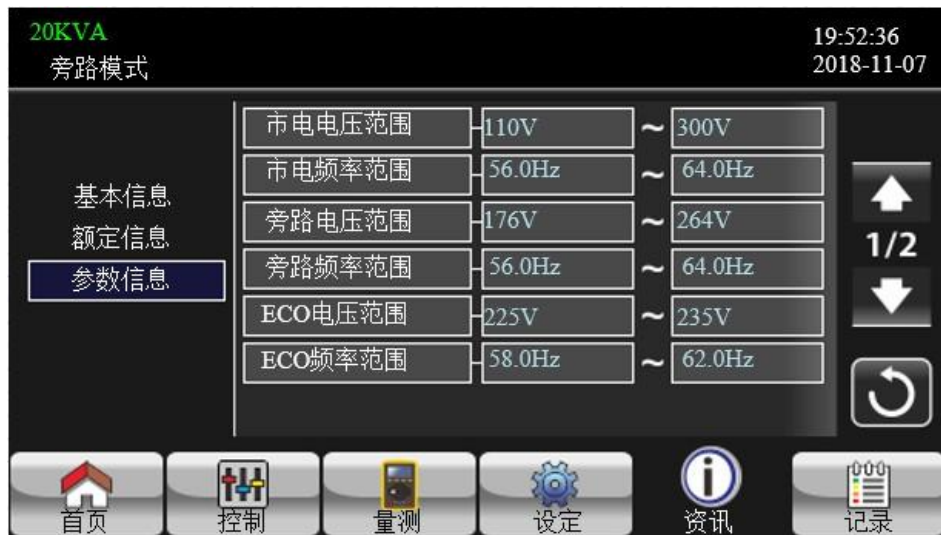 20KVA
旁路模式
19:52:36
2018-11-07
基本信息
额定信息
参数信息
市电电压范围 110V ~ 300V
市电频率范围 56.0Hz ~ 64.0Hz
旁路电压范围 176V ~ 264V
旁路频率范围 56.0Hz ~ 64.0Hz
ECO电压范围 225V ~ 235V
ECO频率范围 58.0Hz ~ 62.0Hz
1/2
首页 控制 量测 设定 资讯 记录